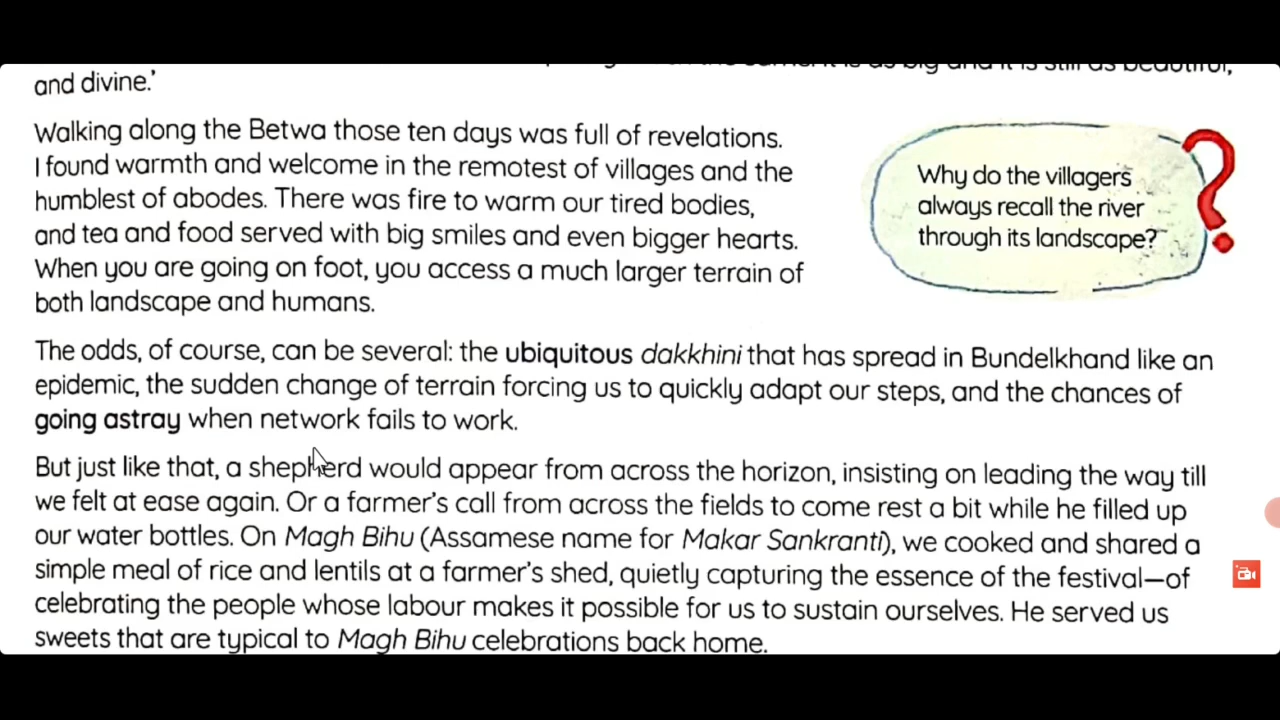 and divine.'
Walking along the Betwa those ten days was full of revelations.
I found warmth and welcome in the remotest of villages and the
humblest of abodes. There was fire to warm our tired bodies,
and tea and food served with big smiles and even bigger hearts.
When you are going on foot, you access a much larger terrain of
both landscape and humans.
Why do the villagers
always recall the river
through its landscape?
?
The odds, of course, can be several: the ubiquitous dakkhini that has spread in Bundelkhand like an
epidemic, the sudden change of terrain forcing us to quickly adapt our steps, and the chances of
going astray when network fails to work.
But just like that, a shepherd would appear from across the horizon, insisting on leading the way till
we felt at ease again. Or a farmer's call from across the fields to come rest a bit while he filled up
our water bottles. On Magh Bihu (Assamese name for Makar Sankranti), we cooked and shared a
simple meal of rice and lentils at a farmer's shed, quietly capturing the essence of the festival—of
celebrating the people whose labour makes it possible for us to sustain ourselves. He served us
sweets that are typical to Magh Bihu celebrations back home.